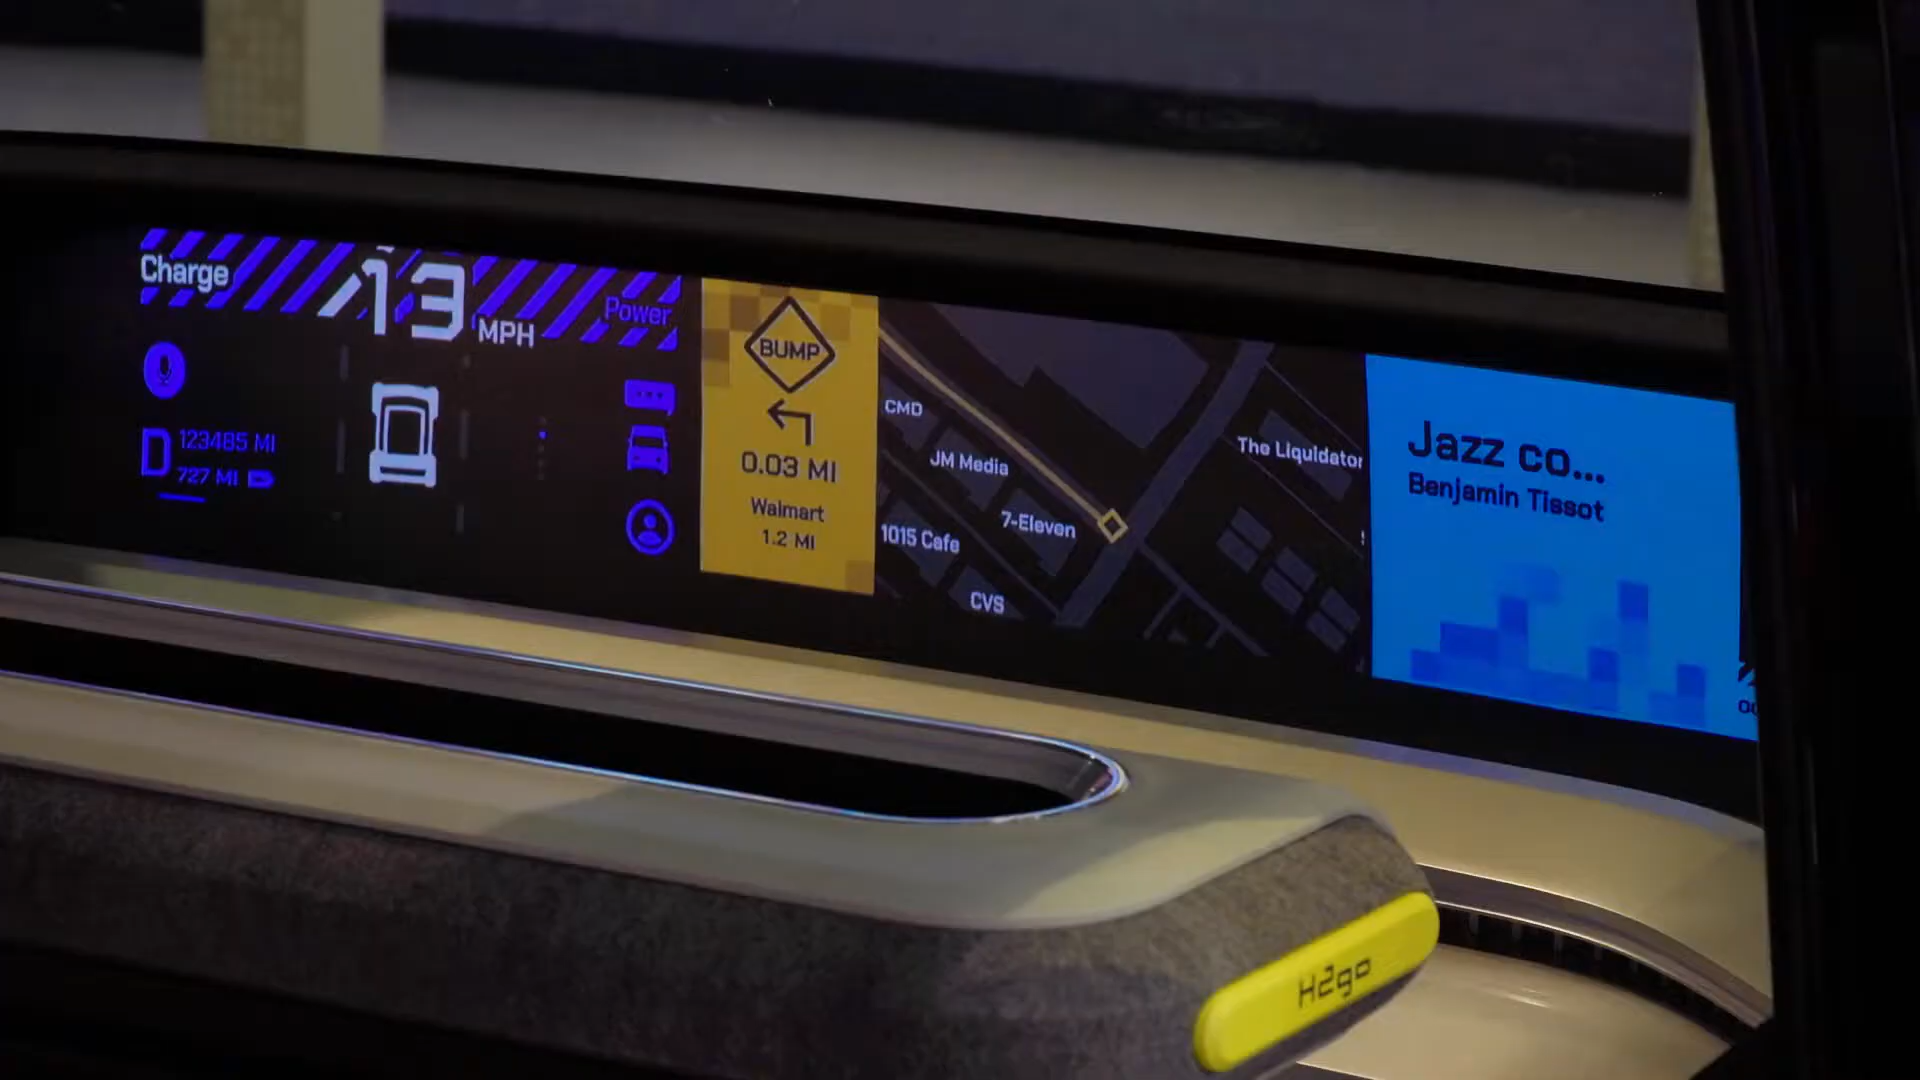 Charge
13
MPH
Power
D
123485 MI
727 MI
BUMP
0.03 MI
Walmart
1.2 MI
CMD
JM Media
7-Eleven
1015 Cafe
CVS
The Liquidator
Jazz co...
Benjamin Tissot
H2go